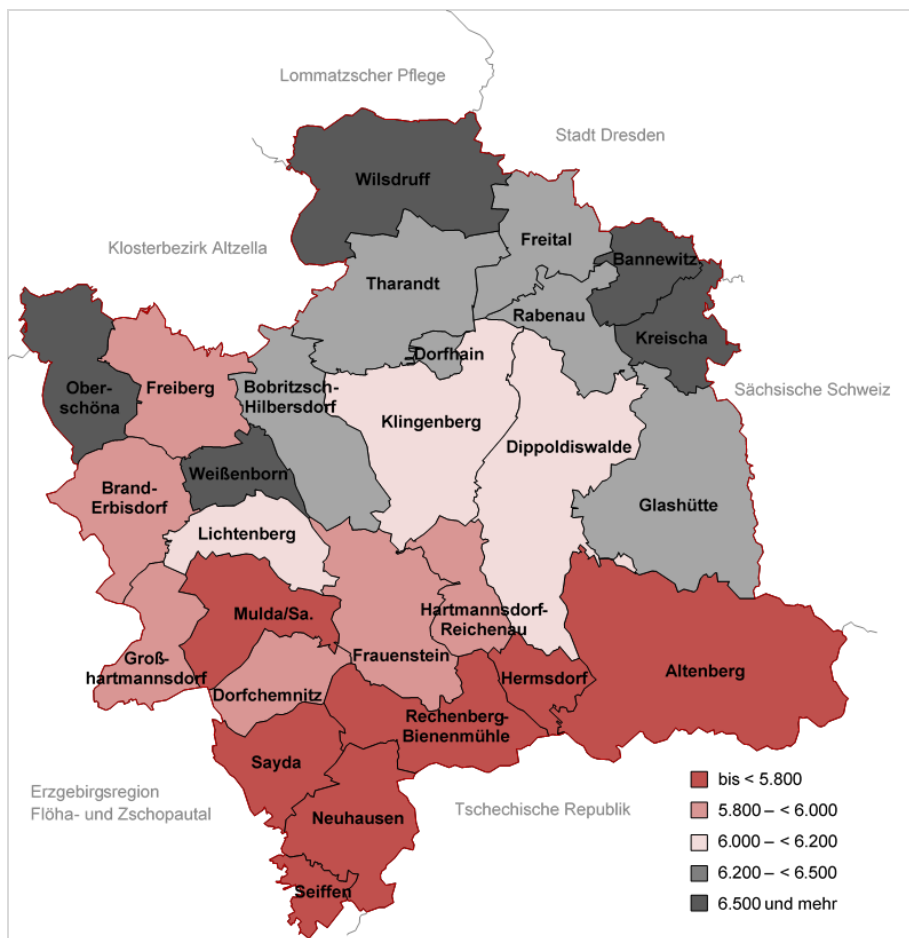 Lommatzscher Pflege
Stadt Dresden
Wilsdruff
Freital
Klosterbezirk Altzella
Bannewitz
Tharandt
Rabenau
Kreischa
Dorfhain
Ober-
schöna
Freiberg
Bobritzsch-
Hilbersdorf
Sächsische Schweiz
Klingenberg
Dippoldiswalde
Weißenborn
Brand-
Erbisdorf
Glashütte
Lichtenberg
Mulda/Sa.
Hartmannsdorf-
Reichenau
Groß-
hartmannsdorf
Frauenstein
Hermsdorf
Altenberg
Dorfchemnitz
Rechenberg-
Bienenmühle
Sayda
Erzgebirgsregion
Flöha- und Zschopautal
Tschechische Republik
Neuhausen
Seiffen
bis < 5.800
5.800 – < 6.000
6.000 – < 6.200
6.200 – < 6.500
6.500 und mehr